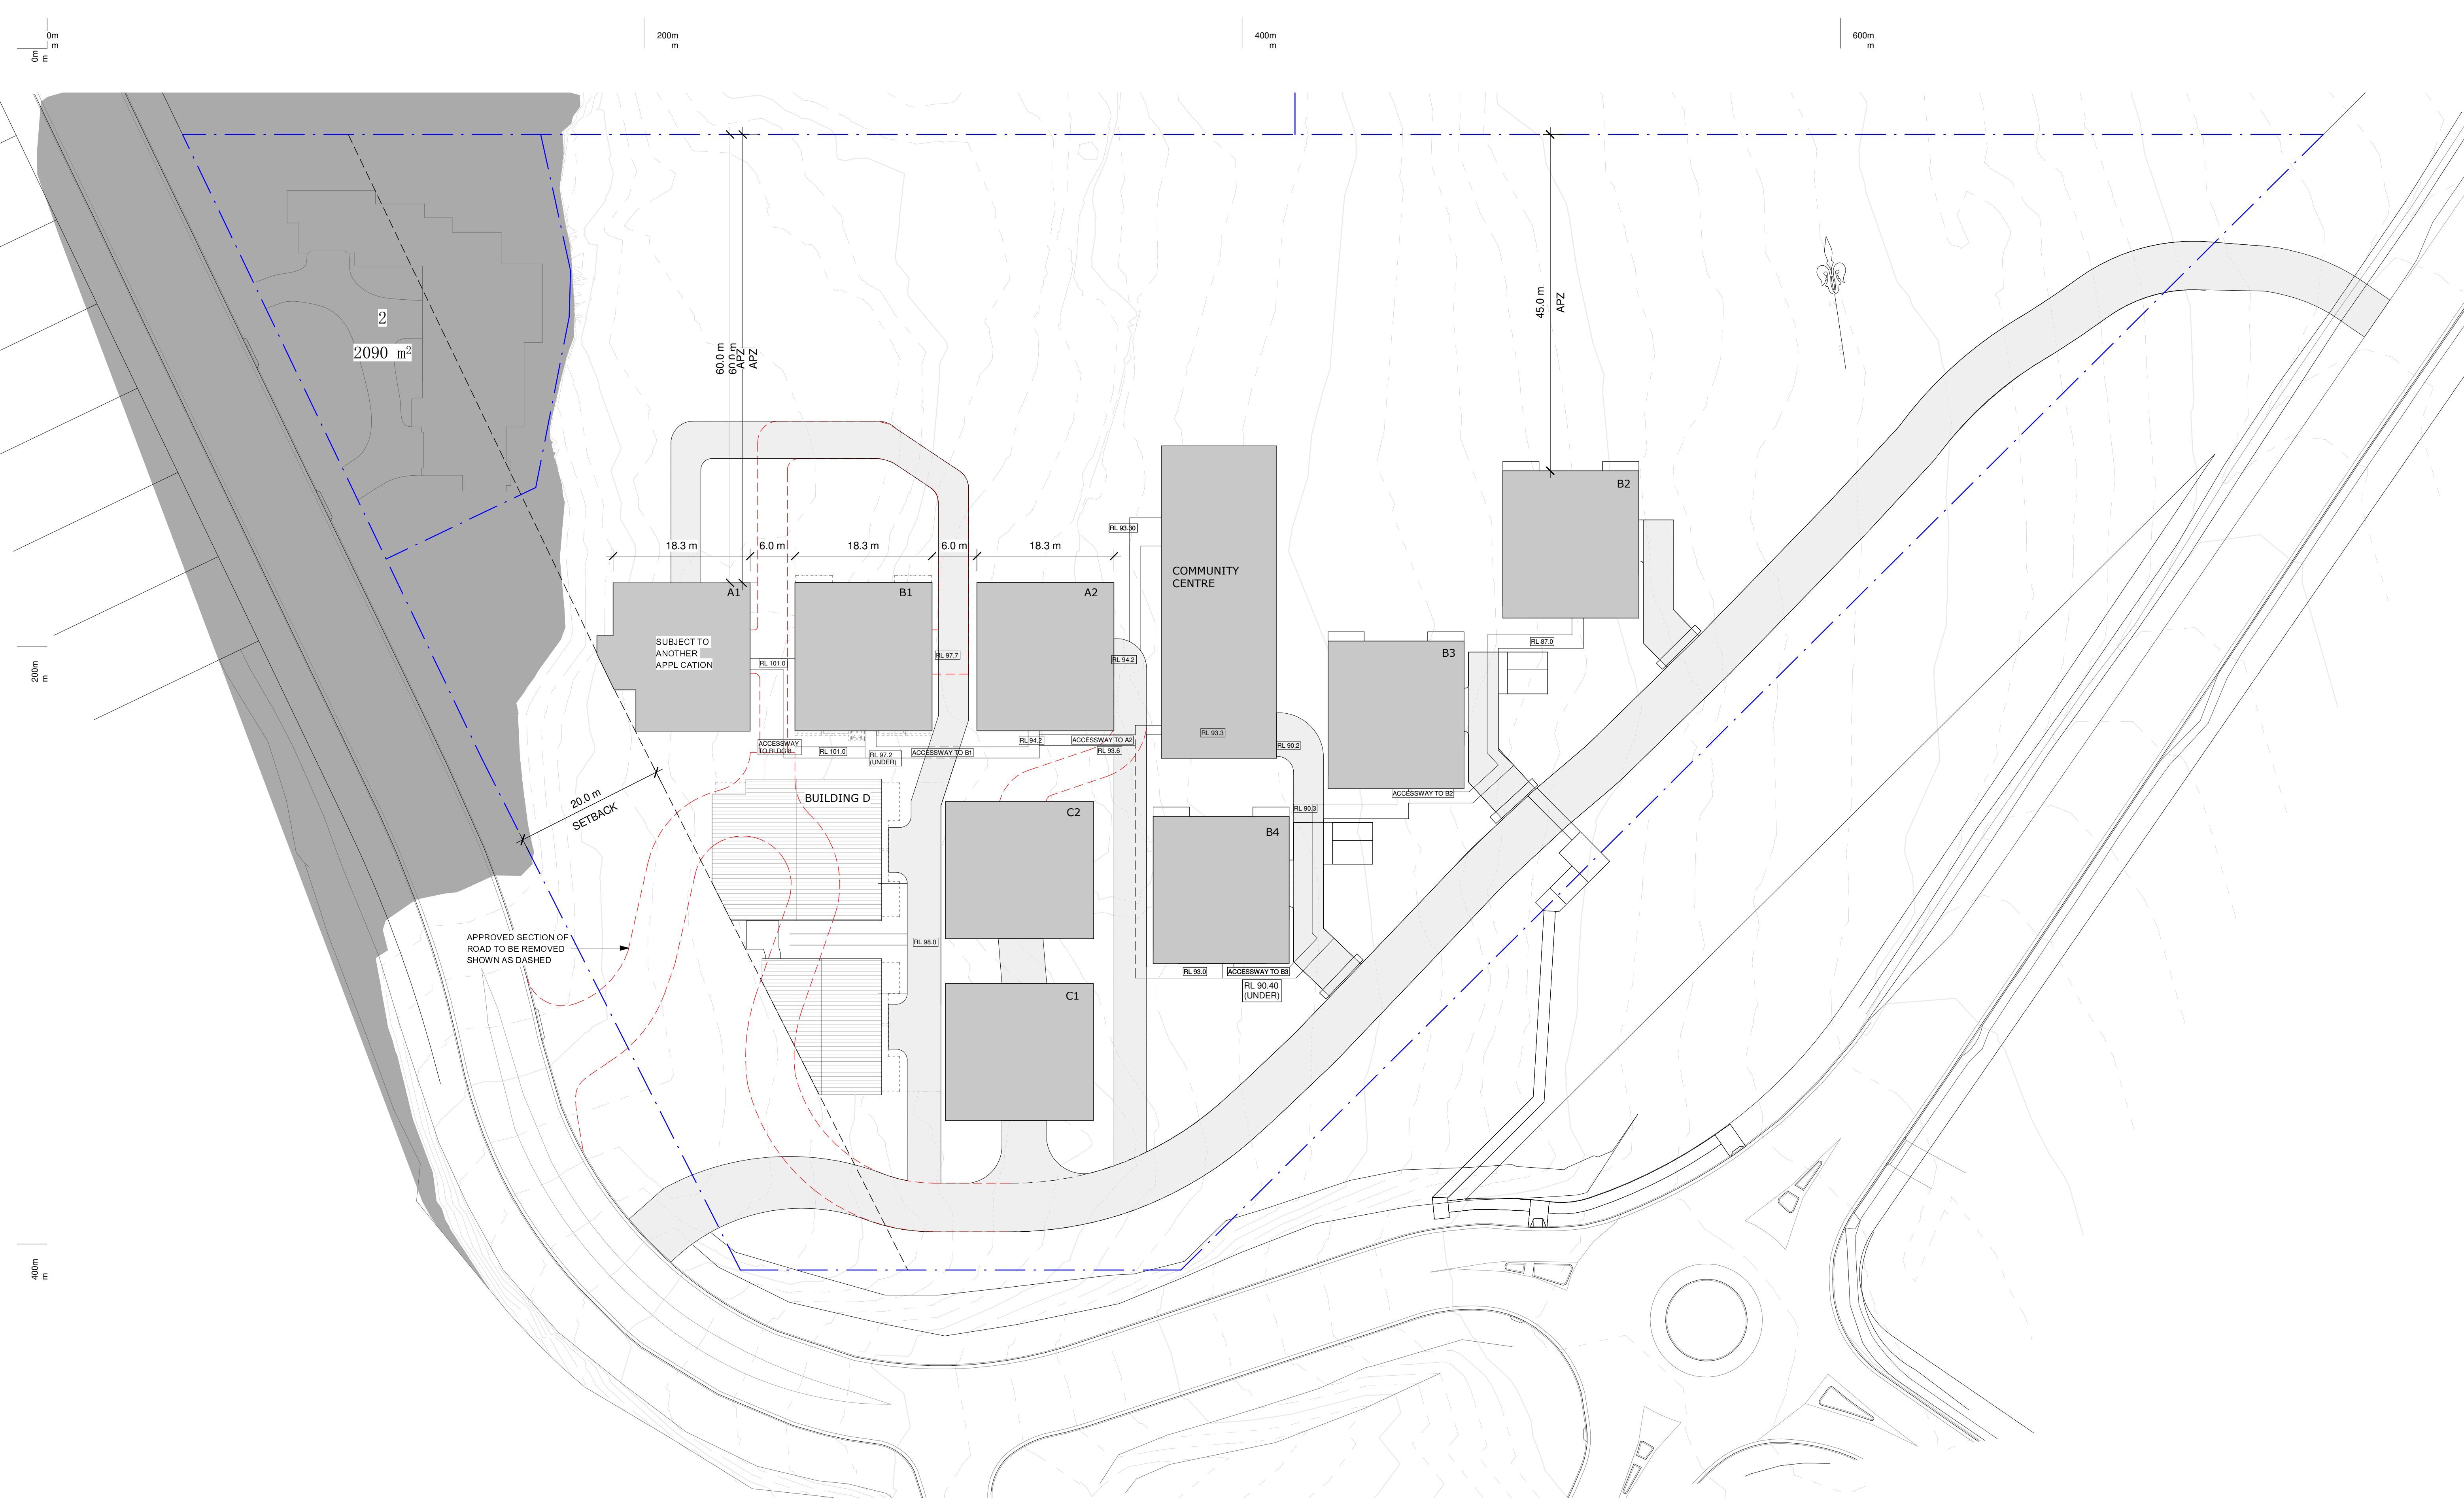 0m
m
200m
m
400m
m
600m
m
0m
m
2
2090 m²
60.0 m
APZ
60.0 m
APZ
45.0 m
APZ
B2
RL 93.30
18.3 m
6.0 m
18.3 m
6.0 m
18.3 m
COMMUNITY
CENTRE
A1
B1
A2
SUBJECT TO
ANOTHER
APPLICATION
RL 101.0
RL 97.7
RL 94.2
RL 87.0
B3
200m
m
RL 93.3
ACCESSWAY
TO BLDG
RL 101.0
RL 97.2
(UNDER)
ACCESSWAY TO B1
RL 94.2
ACCESSWAY TO A2
RL 93.6
RL 90.2
20.0 m
SETBACK
BUILDING D
ACCESSWAY TO B2
RL 90.3
C2
B4
APPROVED SECTION OF
ROAD TO BE REMOVED
SHOWN AS DASHED
RL 98.0
RL 93.0
ACCESSWAY TO B3
RL 90.40
(UNDER)
C1
400m
m